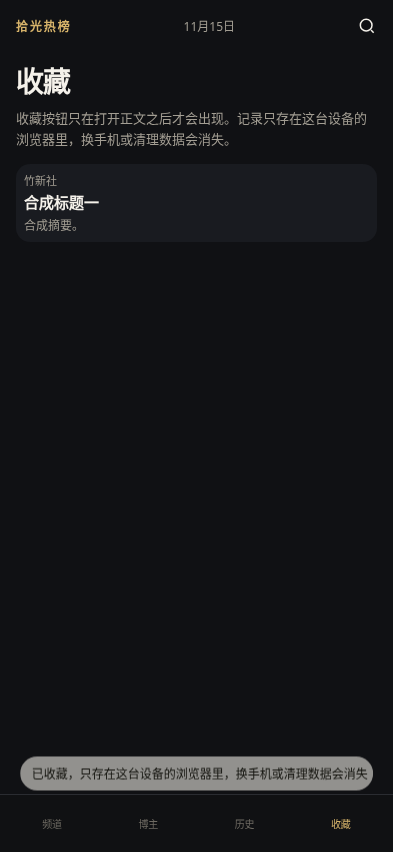 拾光热榜
11月15日
收藏
收藏按钮只在打开正文之后才会出现。记录只存在这台设备的
浏览器里，换手机或清理数据会消失。
竹新社
合成标题一
合成摘要。
已收藏，只存在这台设备的浏览器里，换手机或清理数据会消失
频道
博主
历史
收藏